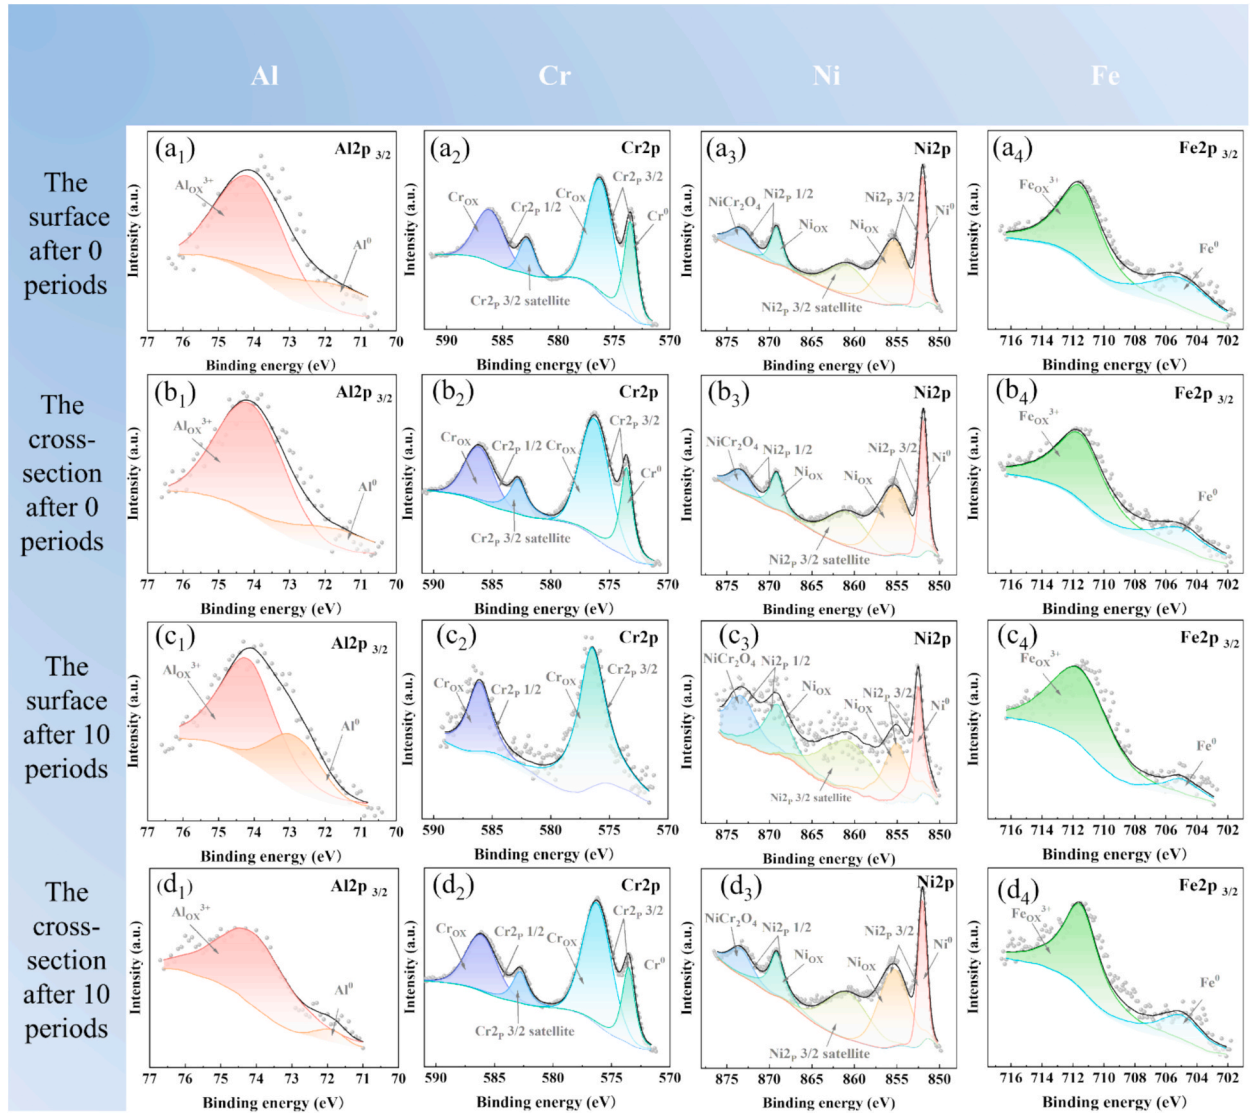 Al Cr Ni Fe
The
surface
after 0
periods
(a1) Al2p 3/2
AlOX3+
Al0
Intensity (a.u.)
77 76 75 74 73 72 71 70
Binding energy (eV)
(a2) Cr2p
CrOX
Cr2P 1/2
CrOX
Cr2P 3/2
Cr0
Cr2P 3/2 satellite
Intensity (a.u.)
590 585 580 575 570
Binding energy (eV)
(a3) Ni2p
NiCr2O4
Ni2P 1/2
NiOX
NiOX
Ni2P 3/2
Ni0
Ni2P 3/2 satellite
Intensity (a.u.)
875 870 865 860 855 850
Binding energy (eV)
(a4) Fe2p 3/2
FeOX3+
Fe0
Intensity (a.u.)
716 714 712 710 708 706 704 702
Binding energy (eV)
The
cross-
section
after 0
periods
(b1) Al2p 3/2
AlOX3+
Al0
Intensity (a.u.)
77 76 75 74 73 72 71 70
Binding energy (eV)
(b2) Cr2p
CrOX
Cr2P 1/2
CrOX
Cr2P 3/2
Cr0
Cr2P 3/2 satellite
Intensity (a.u.)
590 585 580 575 570
Binding energy (eV)
(b3) Ni2p
NiCr2O4
Ni2P 1/2
NiOX
NiOX
Ni2P 3/2
Ni0
Ni2P 3/2 satellite
Intensity (a.u.)
875 870 865 860 855 850
Binding energy (eV)
(b4) Fe2p 3/2
FeOX3+
Fe0
Intensity (a.u.)
716 714 712 710 708 706 704 702
Binding energy (eV)
The
surface
after 10
periods
(c1) Al2p 3/2
AlOX3+
Al0
Intensity (a.u.)
77 76 75 74 73 72 71 70
Binding energy (eV)
(c2) Cr2p
CrOX
Cr2P 1/2
CrOX
Cr2P 3/2
Intensity (a.u.)
590 585 580 575 570
Binding energy (eV)
(c3) Ni2p
NiCr2O4
Ni2P 1/2
NiOX
NiOX
Ni2P 3/2
Ni0
Ni2P 3/2 satellite
Intensity (a.u.)
875 870 865 860 855 850
Binding energy (eV)
(c4) Fe2p 3/2
FeOX3+
Fe0
Intensity (a.u.)
716 714 712 710 708 706 704 702
Binding energy (eV)
The
cross-
section
after 10
periods
(d1) Al2p 3/2
AlOX3+
Al0
Intensity (a.u.)
77 76 75 74 73 72 71 70
Binding energy (eV)
(d2) Cr2p
CrOX
Cr2P 1/2
CrOX
Cr2P 3/2
Cr0
Cr2P 3/2 satellite
Intensity (a.u.)
590 585 580 575 570
Binding energy (eV)
(d3) Ni2p
NiCr2O4
Ni2P 1/2
NiOX
NiOX
Ni2P 3/2
Ni0
Ni2P 3/2 satellite
Intensity (a.u.)
875 870 865 860 855 850
Binding energy (eV)
(d4) Fe2p 3/2
FeOX3+
Fe0
Intensity (a.u.)
716 714 712 710 708 706 704 702
Binding energy (eV)